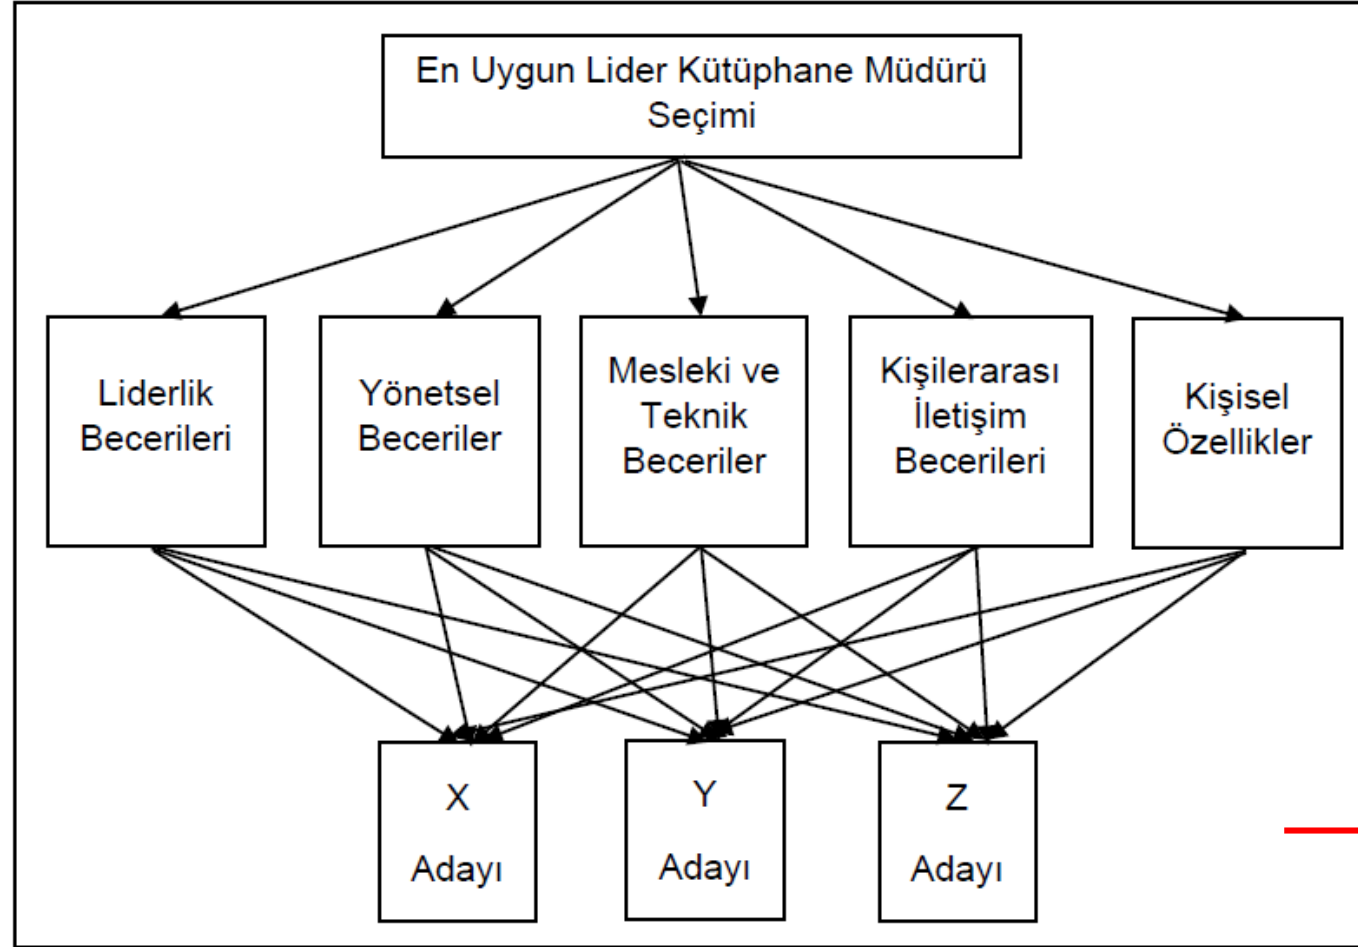 En Uygun Lider Kütüphane Müdürü
Seçimi
Liderlik
Becerileri
Yönetsel
Beceriler
Mesleki ve
Teknik
Beceriler
Kişilerarası
İletişim
Becerileri
Kişisel
Özellikler
X
Adayı
Y
Adayı
Z
Adayı